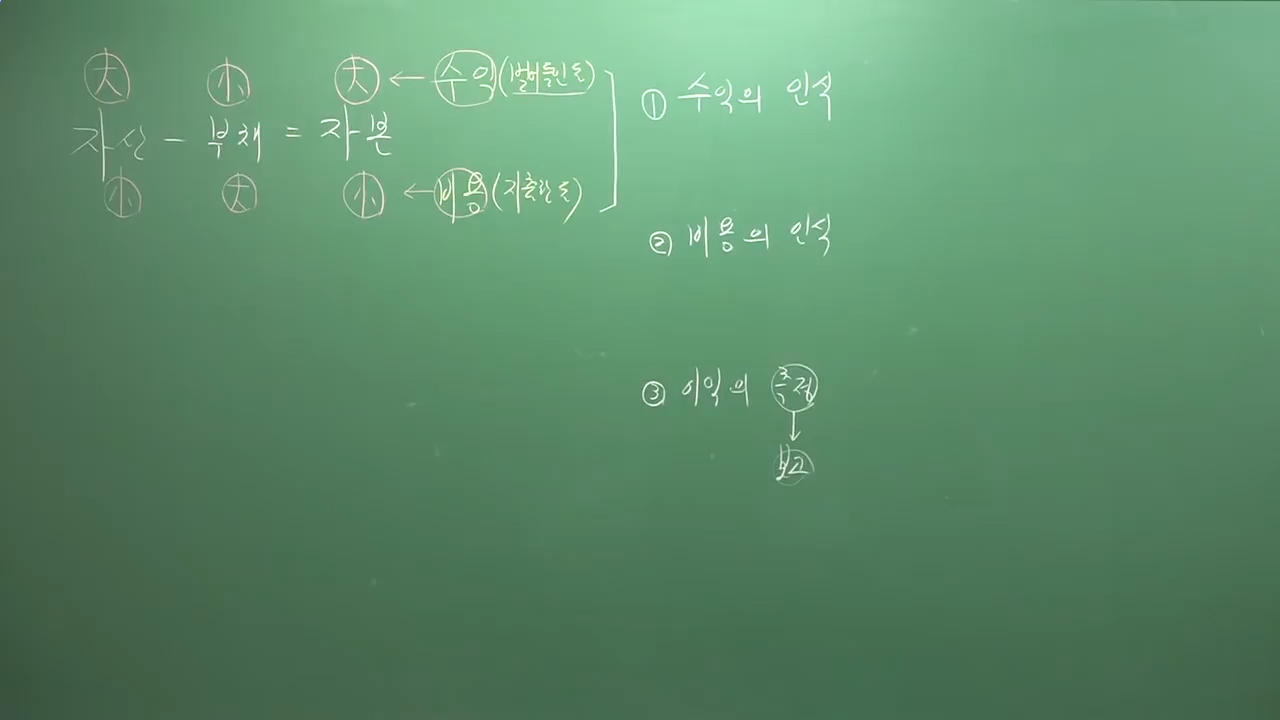 大 小 大 ← 수익(벌어들인 돈)
자산 - 부채 = 자본
小 大 小 ← 비용(지출한 돈)
① 수익의 인식
② 비용의 인식
③ 이익의 측정
↓
보고